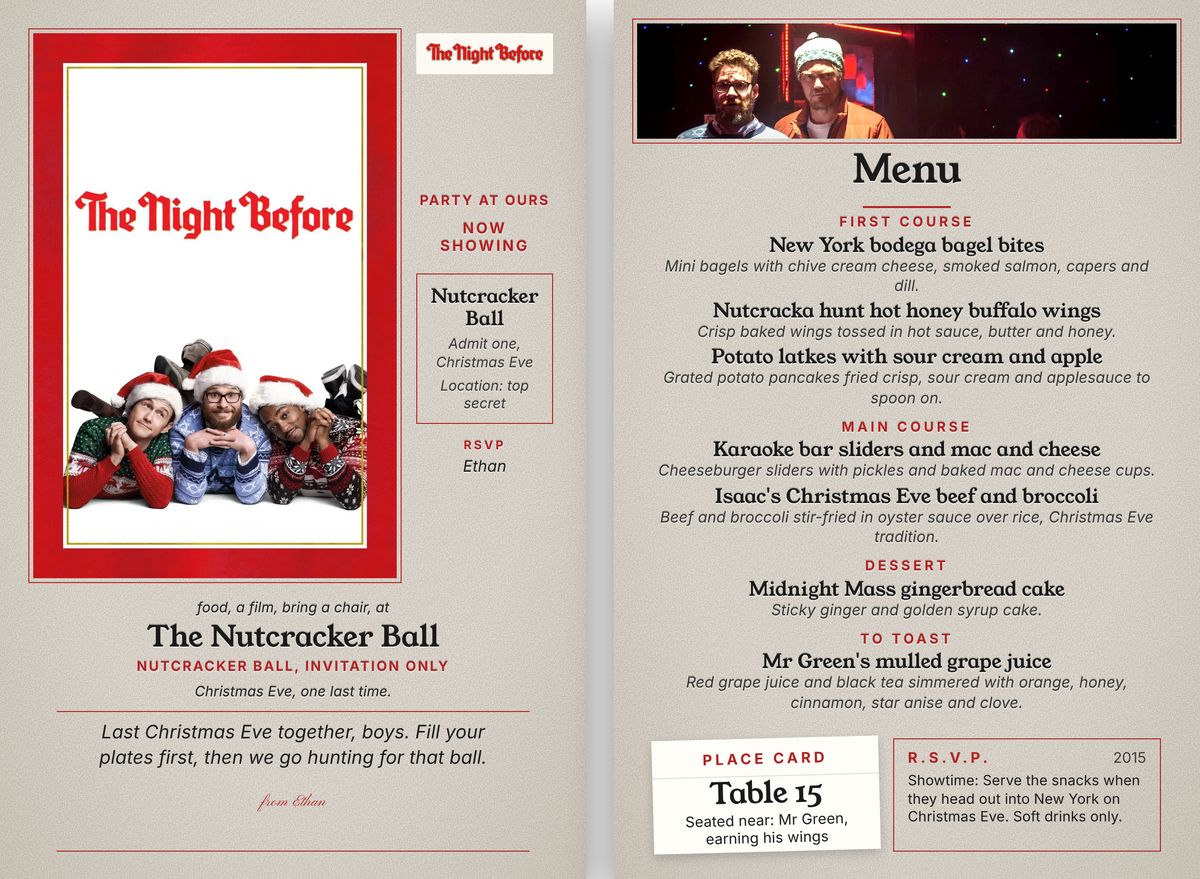 The Night Before
The Night Before
PARTY AT OURS
NOW
SHOWING
Nutcracker
Ball
Admit one,
Christmas Eve
Location: top
secret
RSVP
Ethan
food, a film, bring a chair, at
The Nutcracker Ball
NUTCRACKER BALL, INVITATION ONLY
Christmas Eve, one last time.
Last Christmas Eve together, boys. Fill your
plates first, then we go hunting for that ball.
from Ethan
Menu
FIRST COURSE
New York bodega bagel bites
Mini bagels with chive cream cheese, smoked salmon, capers and
dill.
Nutcracka hunt hot honey buffalo wings
Crisp baked wings tossed in hot sauce, butter and honey.
Potato latkes with sour cream and apple
Grated potato pancakes fried crisp, sour cream and applesauce to
spoon on.
MAIN COURSE
Karaoke bar sliders and mac and cheese
Cheeseburger sliders with pickles and baked mac and cheese cups.
Isaac's Christmas Eve beef and broccoli
Beef and broccoli stir-fried in oyster sauce over rice, Christmas Eve
tradition.
DESSERT
Midnight Mass gingerbread cake
Sticky ginger and golden syrup cake.
TO TOAST
Mr Green's mulled grape juice
Red grape juice and black tea simmered with orange, honey,
cinnamon, star anise and clove.
PLACE CARD
Table 15
Seated near: Mr Green,
earning his wings
R.S.V.P. 2015
Showtime: Serve the snacks when
they head out into New York on
Christmas Eve. Soft drinks only.